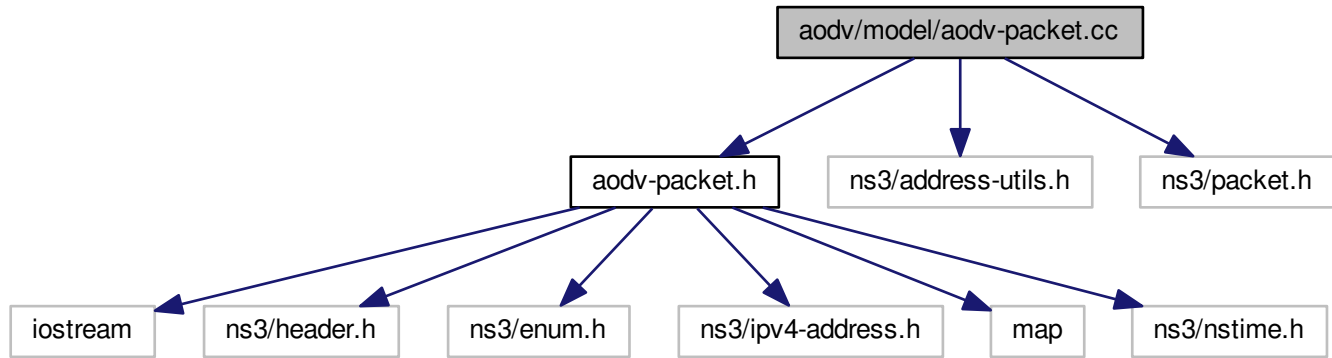 aodv/model/aodv-packet.cc
aodv-packet.h
ns3/address-utils.h
ns3/packet.h
iostream
ns3/header.h
ns3/enum.h
ns3/ipv4-address.h
map
ns3/nstime.h